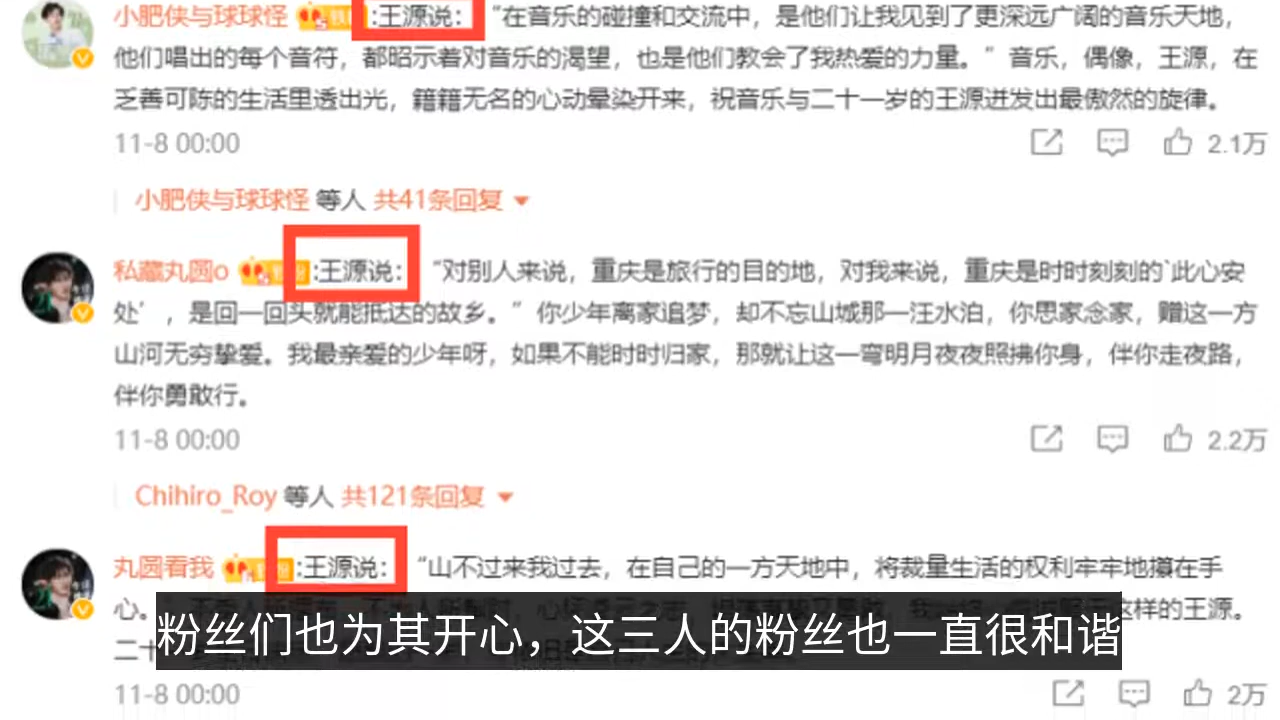 小肥侠与球球怪 :王源说：“在音乐的碰撞和交流中，是他们让我见到了更深远广阔的音乐天地，
他们唱出的每个音符，都昭示着对音乐的渴望，也是他们教会了我热爱的力量。”音乐，偶像，王源，在
乏善可陈的生活里透出光，籍籍无名的心动晕染开来，祝音乐与二十一岁的王源迸发出最傲然的旋律。
11-8 00:00 2.1万
小肥侠与球球怪 等人 共41条回复
私藏丸圆o :王源说：“对别人来说，重庆是旅行的目的地，对我来说，重庆是时时刻刻的`此心安
处’，是回一回头就能抵达的故乡。”你少年离家追梦，却不忘山城那一汪水泊，你思家念家，赠这一方
山河无穷挚爱。我最亲爱的少年呀，如果不能时时归家，那就让这一弯明月夜夜照拂你身，伴你走夜路，
伴你勇敢行。
11-8 00:00 2.2万
Chihiro_Roy 等人 共121条回复
丸圆看我 :王源说：“山不过来我过去，在自己的一方天地中，将裁量生活的权利牢牢地攥在手
心。 这样的王源。
二十
粉丝们也为其开心，这三人的粉丝也一直很和谐
11-8 00:00 2万